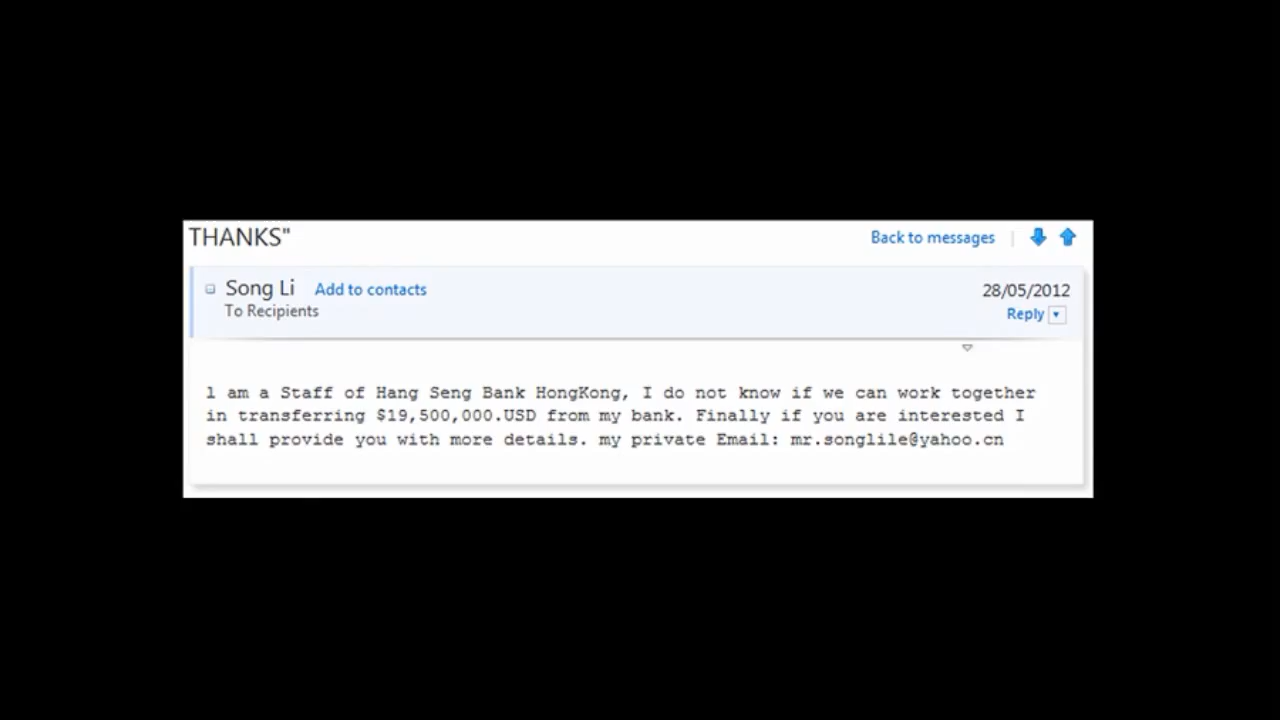 THANKS"
Back to messages
Song Li Add to contacts
28/05/2012
To Recipients
Reply
l am a Staff of Hang Seng Bank HongKong, I do not know if we can work together
in transferring $19,500,000.USD from my bank. Finally if you are interested I
shall provide you with more details. my private Email: mr.songlile@yahoo.cn